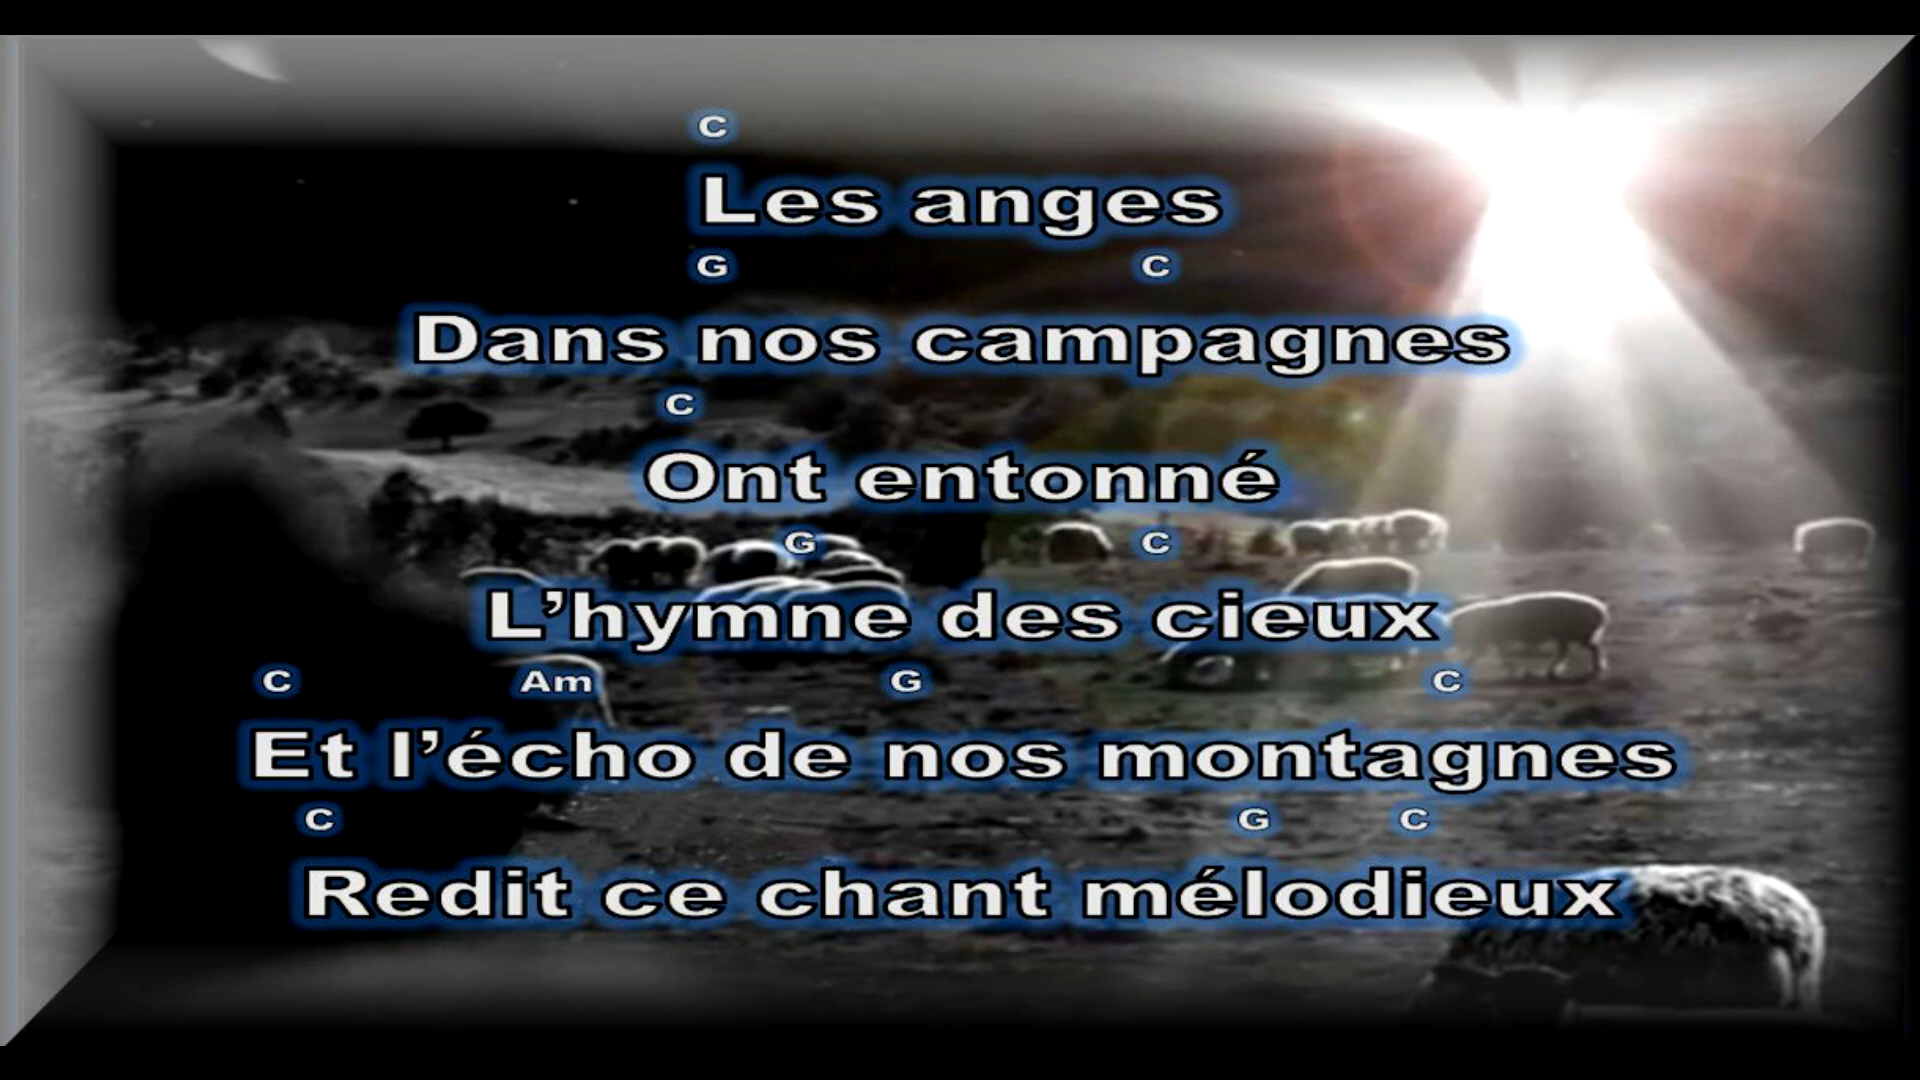 C
Les anges
G C
Dans nos campagnes
C
Ont entonné
G C
L’hymne des cieux
C Am G C
Et l’écho de nos montagnes
C G C
Redit ce chant mélodieux